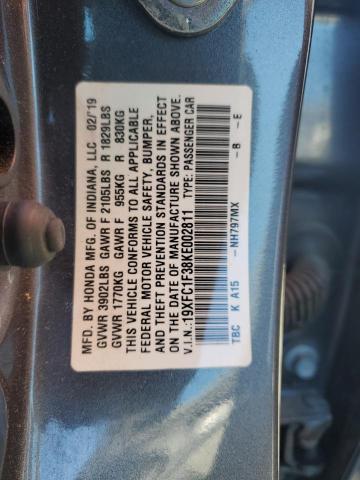 MFD. BY HONDA MFG. OF INDIANA, LLC 02/19
GVWR 3902LBS GAWR F 2105LBS R 1829LBS
GVWR 1770KG GAWR F 955KG R 830KG
THIS VEHICLE CONFORMS TO ALL APPLICABLE
FEDERAL MOTOR VEHICLE SAFETY, BUMPER,
AND THEFT PREVENTION STANDARDS IN EFFECT
ON THE DATE OF MANUFACTURE SHOWN ABOVE.
V.I.N.: 19XFC1F38KE002811 TYPE: PASSENGER CAR
TBC K A15 -NH797MX -B -E